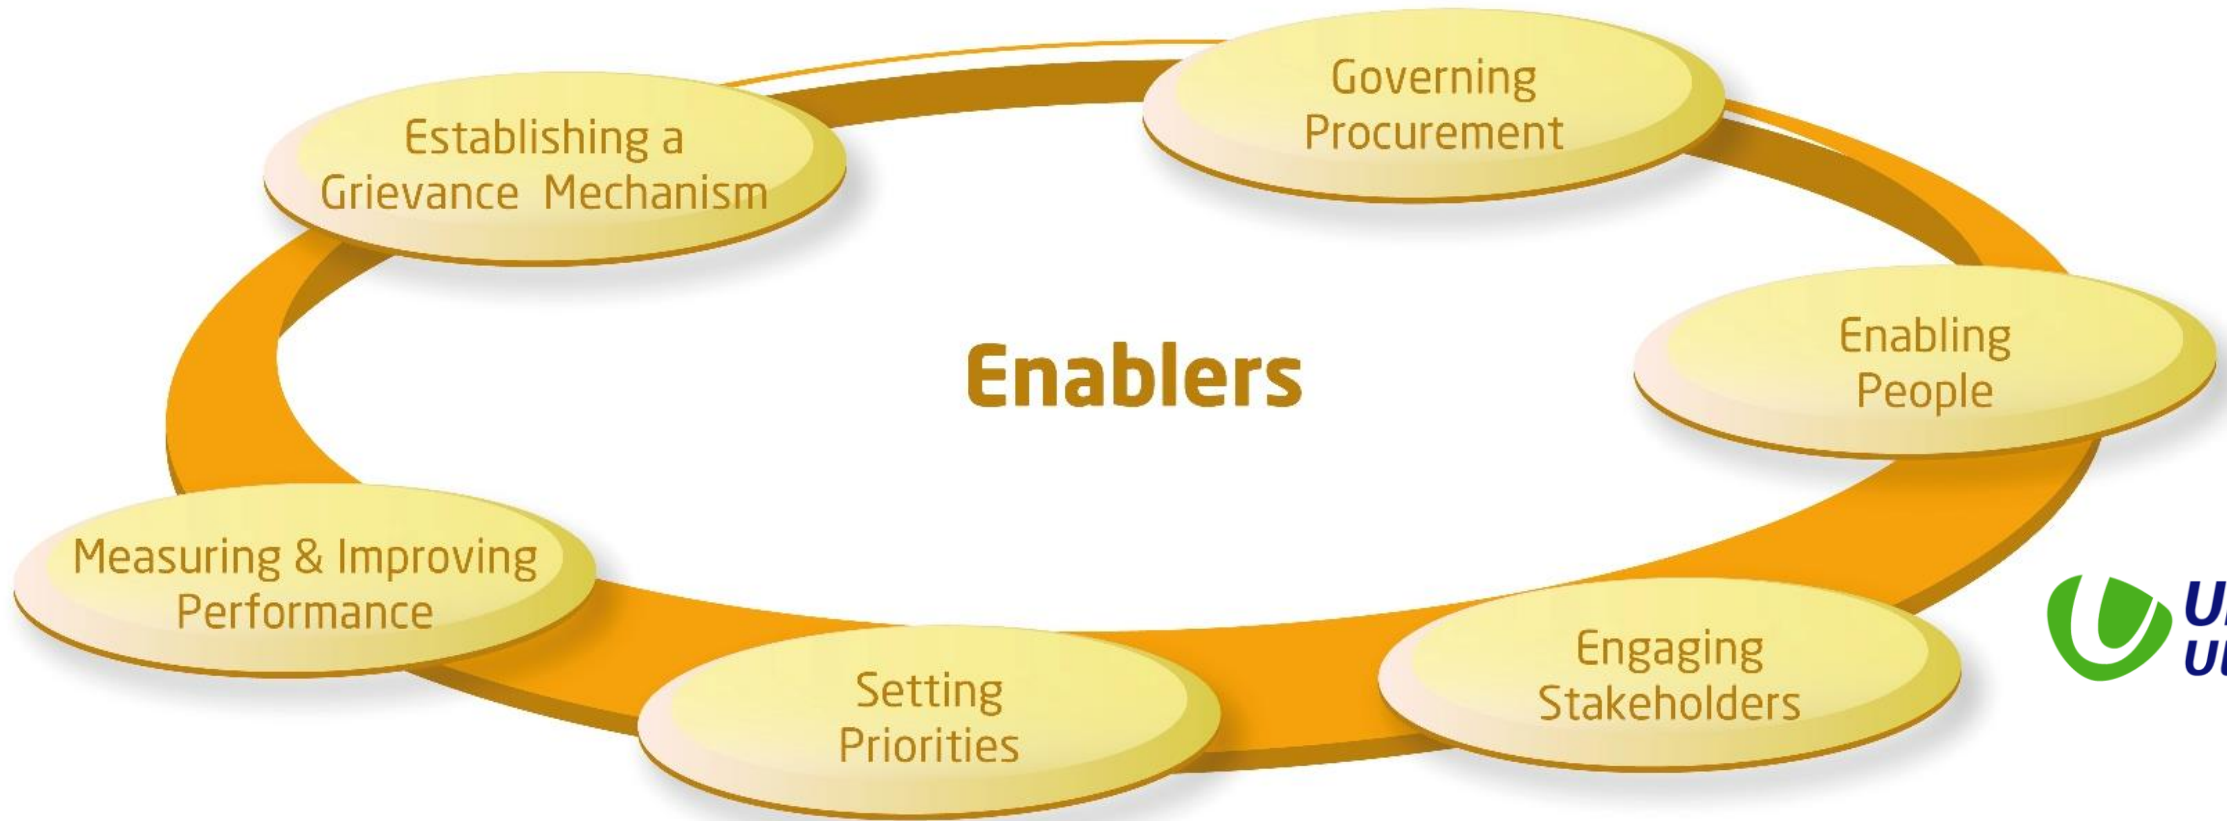 Governing
Procurement
Establishing a
Grievance Mechanism
Enablers
Enabling
People
Measuring & Improving
Performance
Engaging
Stakeholders
Setting
Priorities